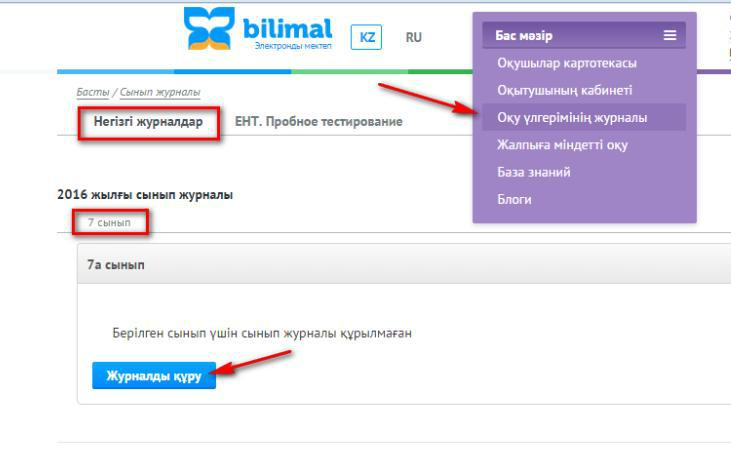 bilimal
Электронды мектеп
KZ
RU
Бас мәзір
Оқушылар картотекасы
Оқытушының кабинеті
Оқу үлгерімінің журналы
Жалпыға міндетті оқу
База знаний
Блоги
Басты / Сынып журналы
Негізгі журналдар
ЕНТ. Пробное тестирование
2016 жылғы сынып журналы
7 сынып
7а сынып
Берілген сынып үшін сынып журналы құрылмаған
Журналды құру